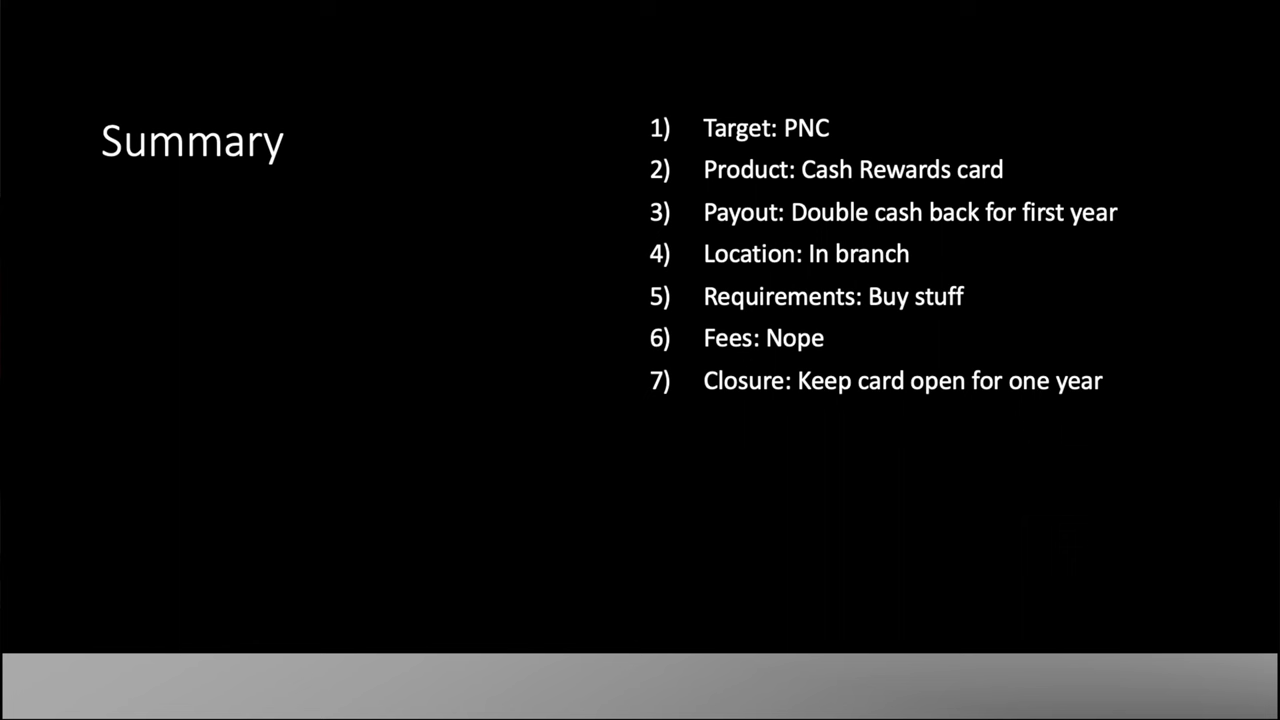 Summary
1) Target: PNC
2) Product: Cash Rewards card
3) Payout: Double cash back for first year
4) Location: In branch
5) Requirements: Buy stuff
6) Fees: Nope
7) Closure: Keep card open for one year